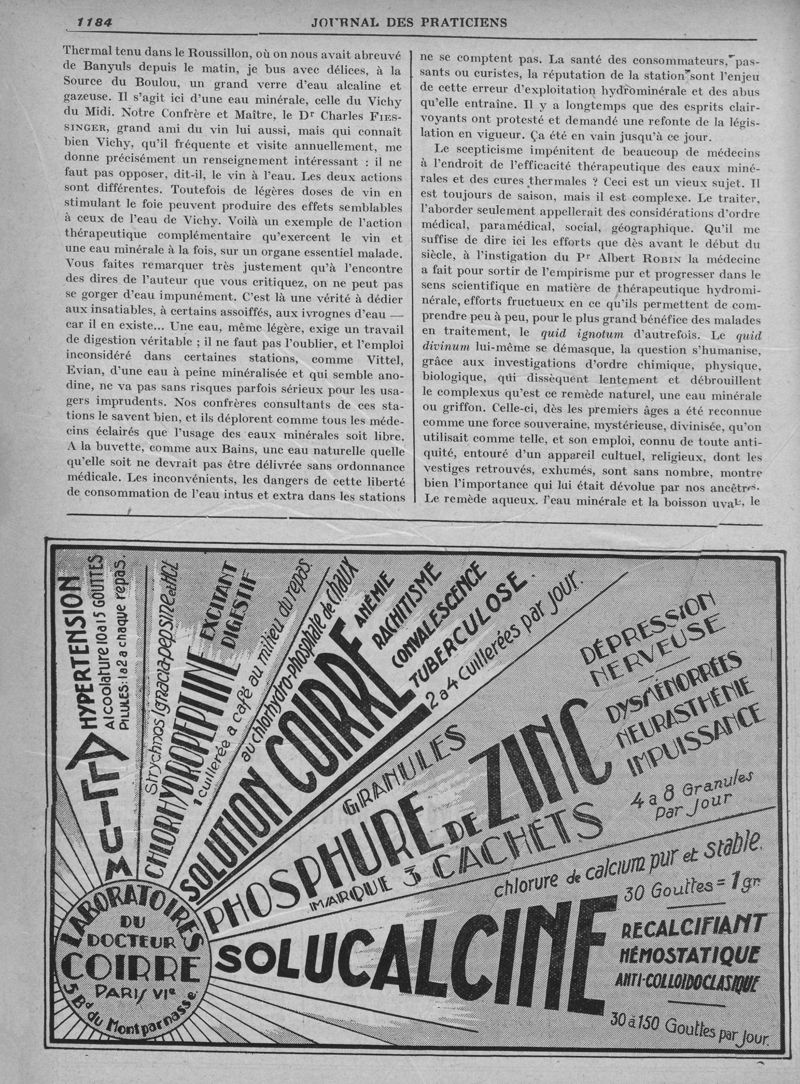 1184
JOURNAL DES PRATICIENS
Thermal tenu dans le Roussillon, où on nous avait abreuvé
de Banyuls depuis le matin, je bus avec délices, à la
Source du Boulou, un grand verre d'eau alcaline et
gazeuse. Il s'agit ici d'une eau minérale, celle du Vichy
du Midi. Notre Confrère et Maître, le Dr Charles FIES-
SINGER, grand ami du vin lui aussi, mais qui connaît
bien Vichy, qu'il fréquente et visite annuellement, me
donne précisément un renseignement intéressant : il ne
faut pas opposer, dit-il, le vin à l'eau. Les deux actions
sont différentes. Toutefois de légères doses de vin en
stimulant le foie peuvent produire des effets semblables
à ceux de l'eau de Vichy. Voilà un exemple de l'action
thérapeutique complémentaire qu'exercent le vin et
une eau minérale à la fois, sur un organe essentiel malade.
Vous faites remarquer très justement qu'à l'encontre
des dires de l'auteur que vous critiquez, on ne peut pas
se gorger d'eau impunément. C'est là une vérité à dédier
aux insatiables, à certains assoiffés, aux ivrognes d'eau —
car il en existe... Une eau, même légère, exige un travail
de digestion véritable ; il ne faut pas l'oublier, et l'emploi
inconsidéré dans certaines stations, comme Vittel,
Evian, d'une eau à peine minéralisée et qui semble ano-
dine, ne va pas sans risques parfois sérieux pour les usa-
gers imprudents. Nos confrères consultants de ces sta-
tions le savent bien, et ils déplorent comme tous les méde-
cins éclairés que l'usage des eaux minérales soit libre.
A la buvette, comme aux Bains, une eau naturelle quelle
qu'elle soit ne devrait pas être délivrée sans ordonnance
médicale. Les inconvénients, les dangers de cette liberté
de consommation de l'eau intus et extra dans les stations
ne se comptent pas. La santé des consommateurs, pas-
sants ou curistes, la réputation de la station sont l'enjeu
de cette erreur d'exploitation hydrominérale et des abus
qu'elle entraîne. Il y a longtemps que des esprits clair-
voyants ont protesté et demandé une refonte de la légis-
lation en vigueur. Ça été en vain jusqu'à ce jour.
Le scepticisme impénitent de beaucoup de médecins
à l'endroit de l'efficacité thérapeutique des eaux miné-
rales et des cures thermales ? Ceci est un vieux sujet. Il
est toujours de saison, mais il est complexe. Le traiter,
l'aborder seulement appellerait des considérations d'ordre
médical, paramédical, social, géographique. Qu'il me
suffise de dire ici les efforts que dès avant le début du
siècle, à l'instigation du Pr Albert ROBIN la médecine
a fait pour sortir de l'empirisme pur et progresser dans le
sens scientifique en matière de thérapeutique hydromi-
nérale, efforts fructueux en ce qu'ils permettent de com-
prendre peu à peu, pour le plus grand bénéfice des malades
en traitement, le quid ignotum d'autrefois. Le quid
divinum lui-même se démasque, la question s'humanise,
grâce aux investigations d'ordre chimique, physique,
biologique, qui dissèquent lentement et débrouillent
le complexus qu'est ce remède naturel, une eau minérale
ou griffon. Celle-ci, dès les premiers âges a été reconnue
comme une force souveraine, mystérieuse, divinisée, qu'on
utilisait comme telle, et son emploi, connu de toute anti-
quité, entouré d'un appareil cultuel, religieux, dont les
vestiges retrouvés, exhumés, sont sans nombre, montre
bien l'importance qui lui était dévolue par nos ancêtres.
Le remède aqueux. l'eau minérale et la boisson uvale, le
ALLIUM
HYPERTENSION
Alcoolature 10 à 15 GOUTTES
PILULES: 1 à 2 a chaque repas.
Strychnos Ignacia-pepsine et HCl
CHLORHYDROPEPTINE
EXCITANT
DIGESTIF
1 cuillerée a café au milieu du repas.
au chlorhydro-phosphate de chaux
SOLUTION COIRRE
ANÉMIE
RACHITISME
CONVALESCENCE
TUBERCULOSE.
2 à 4 cuillerées par jour.
GRANULES
PHOSPHURE DE ZINC
MARQUE 3 CACHETS
DÉPRESSION
NERVEUSE
DYSMÉNORRÉES
NEURASTHÉNIE
IMPUISSANCE
4 a 8 Granules
Par Jour
chlorure de calcium pur et stable.
30 Gouttes = 1 gr
SOLUCALCINE
RECALCIFIANT
HÉMOSTATIQUE
ANTI-COLLOIDOCLASIQUE
30 à 150 Gouttes par Jour.
LABORATOIRES
DU
DOCTEUR
COIRRE
PARIS VIe
5 Bd du Montparnasse